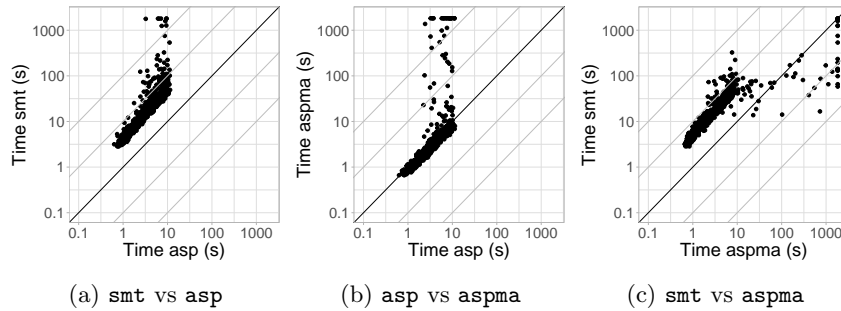 1000
100
10
1
0.1
Time smt (s)
0.1 1 10 100 1000
Time asp (s)
(a) smt vs asp
1000
100
10
1
0.1
Time aspma (s)
0.1 1 10 100 1000
Time asp (s)
(b) asp vs aspma
1000
100
10
1
0.1
Time smt (s)
0.1 1 10 100 1000
Time aspma (s)
(c) smt vs aspma